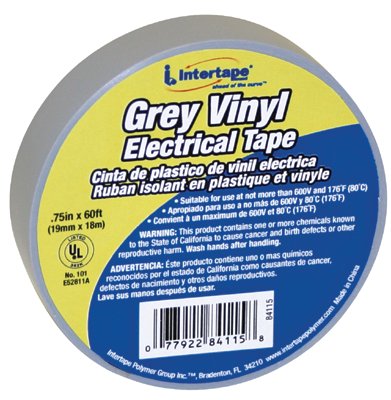 Intertape
ahead of the curve™
Grey Vinyl
Electrical Tape
Cinta de plastico de vinil electrica
Ruban isolant en plastique et vinyle
• Suitable for use at not more than 600V and 176°F (80°C)
• Apropiado para uso a no más de 600V y 80°C (176°F)
• Convient à un maximum de 600V et 80°C (176°F)
.75in x 60ft
(19mm x 18m)
WARNING: This product contains one or more chemicals known
to the State of California to cause cancer and birth defects or other
reproductive harm. Wash hands after handling.
LISTED
No. 101
E52811A
ADVERTENCIA: Éste producto contiene uno o mas quimicos
reconocidos por el estado de California como causantes de cancer,
defectos de nacimiento u otros daños reproductivos.
Lave sus manos después de usar.
84115
0 77922 84115 8
Intertape Polymer Group Inc.™, Bradenton, FL 34210 www.intertapepolymer.com Made in China